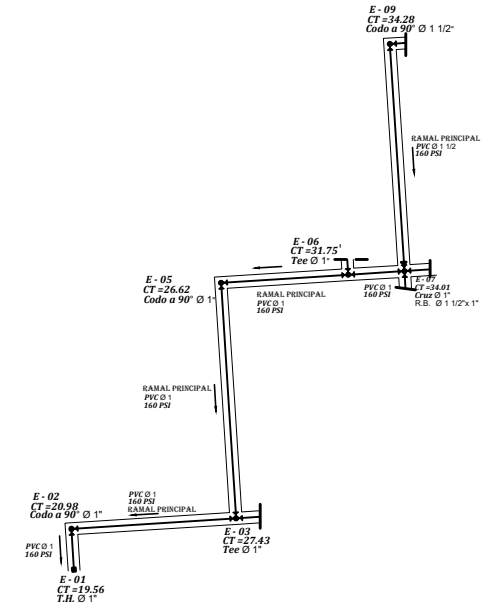 E - 09
CT =34.28
Codo a 90° Ø 1 1/2"
RAMAL PRINCIPAL
PVC Ø 1 1/2
160 PSI
E - 06
CT =31.75'
Tee Ø 1"
E - 05
CT =26.62
Codo a 90° Ø 1"
RAMAL PRINCIPAL
PVC Ø 1
160 PSI
PVC Ø 1
160 PSI
E - 07
CT =34.01
Cruz Ø 1"
R.B. Ø 1 1/2"x 1"
RAMAL PRINCIPAL
PVC Ø 1
160 PSI
E - 02
CT =20.98
Codo a 90° Ø 1"
PVC Ø 1
160 PSI
RAMAL PRINCIPAL
E - 03
CT =27.43
Tee Ø 1"
PVC Ø 1
160 PSI
E - 01
CT =19.56
T.H. Ø 1"